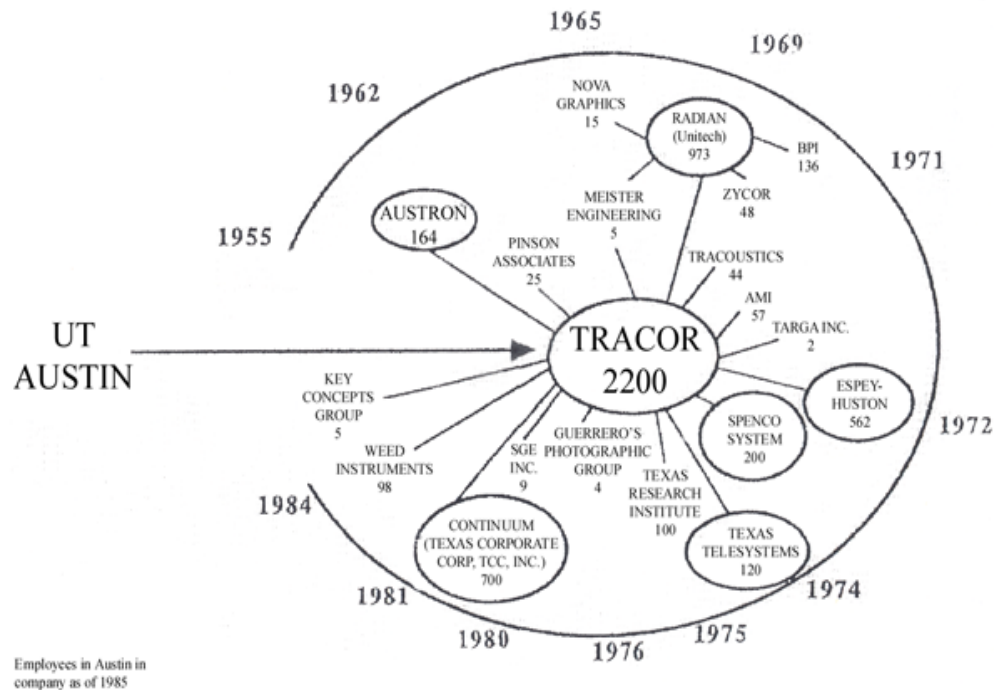 1965
1969
1962
NOVA
GRAPHICS
15
RADIAN
(Unitech)
973
BPI
136
1971
ZYCOR
48
MEISTER
ENGINEERING
5
AUSTRON
164
1955
PINSON
ASSOCIATES
25
TRACOUSTICS
44
AMI
57
TARGA INC.
2
UT
AUSTIN
TRACOR
2200
KEY
CONCEPTS
GROUP
5
ESPEY-
HUSTON
562
SPENCO
SYSTEM
200
1972
WEED
INSTRUMENTS
98
SGE
INC.
9
GUERRERO'S
PHOTOGRAPHIC
GROUP
4
TEXAS
RESEARCH
INSTITUTE
100
1984
CONTINUUM
(TEXAS CORPORATE
CORP, TCC, INC.)
700
TEXAS
TELESYSTEMS
120
1974
1981
1980
1976
1975
Employees in Austin in
company as of 1985